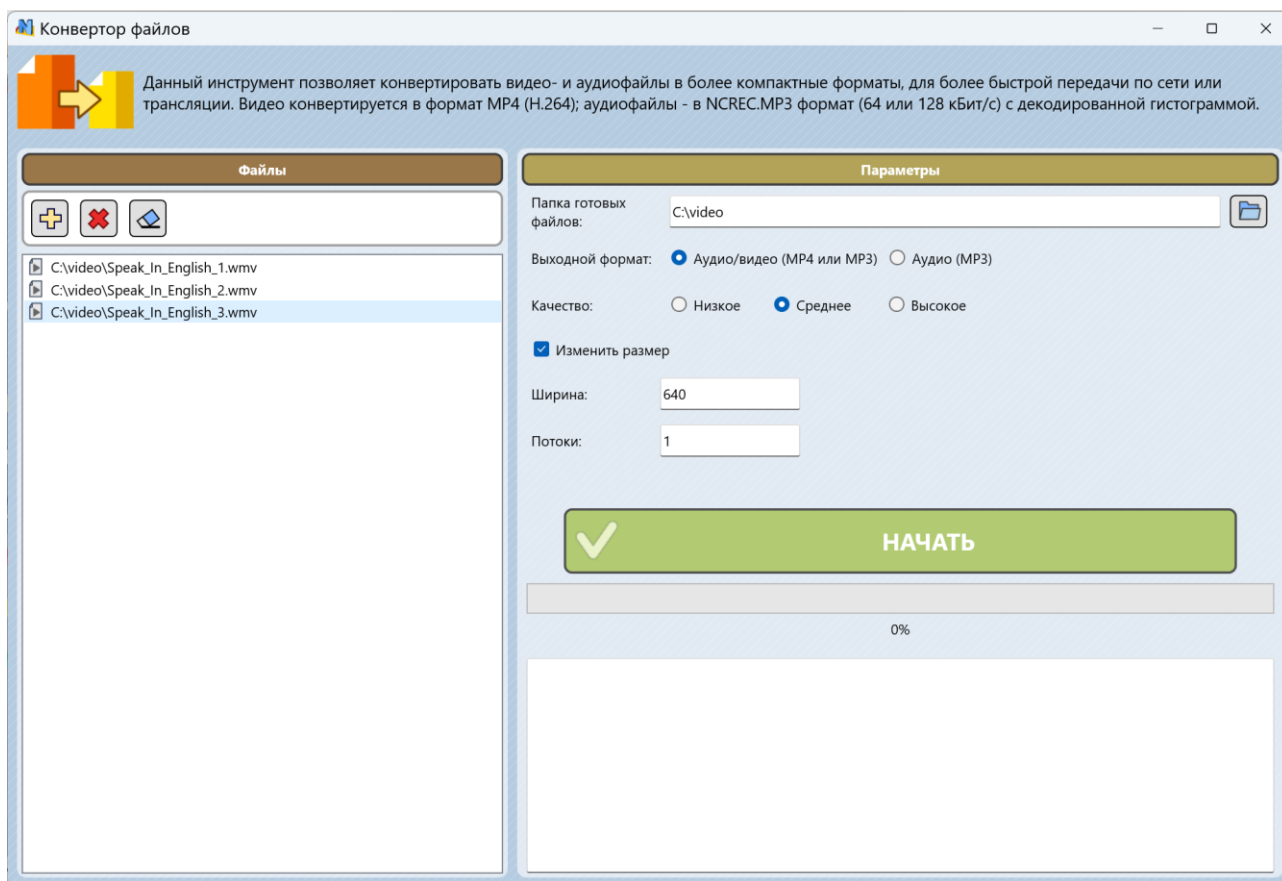 Конвертор файлов
Данный инструмент позволяет конвертировать видео- и аудиофайлы в более компактные форматы, для более быстрой передачи по сети или
трансляции. Видео конвертируется в формат MP4 (H.264); аудиофайлы - в NCREC.MP3 формат (64 или 128 кБит/с) с декодированной гистограммой.
Файлы
C:\video\Speak_In_English_1.wmv
C:\video\Speak_In_English_2.wmv
C:\video\Speak_In_English_3.wmv
Параметры
Папка готовых
файлов:
C:\video
Выходной формат: Аудио/видео (MP4 или MP3) Аудио (MP3)
Качество: Низкое Среднее Высокое
Изменить размер
Ширина: 640
Потоки: 1
НАЧАТЬ
0%